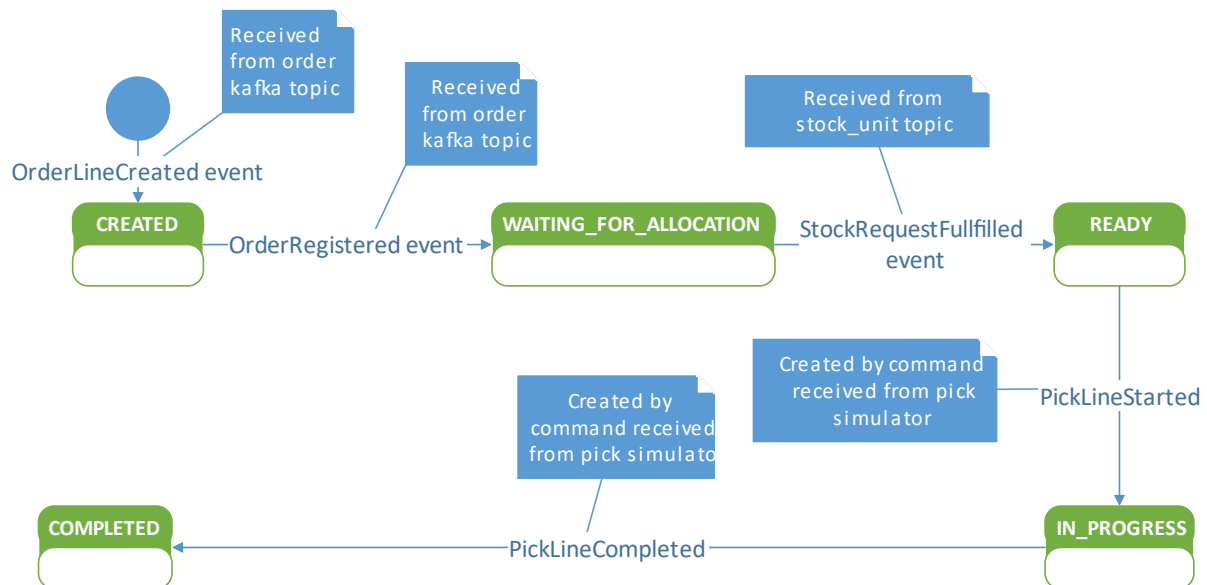 Received
from order
kafka topic
Received
from order
kafka topic
Received from
stock_unit topic
OrderLineCreated event
CREATED
OrderRegistered event
WAITING_FOR_ALLOCATION
StockRequestFullfilled
event
READY
Created by command
received from pick
simulator
PickLineStarted
Created by
command received
from pick simulato
COMPLETED
PickLineCompleted
IN_PROGRESS